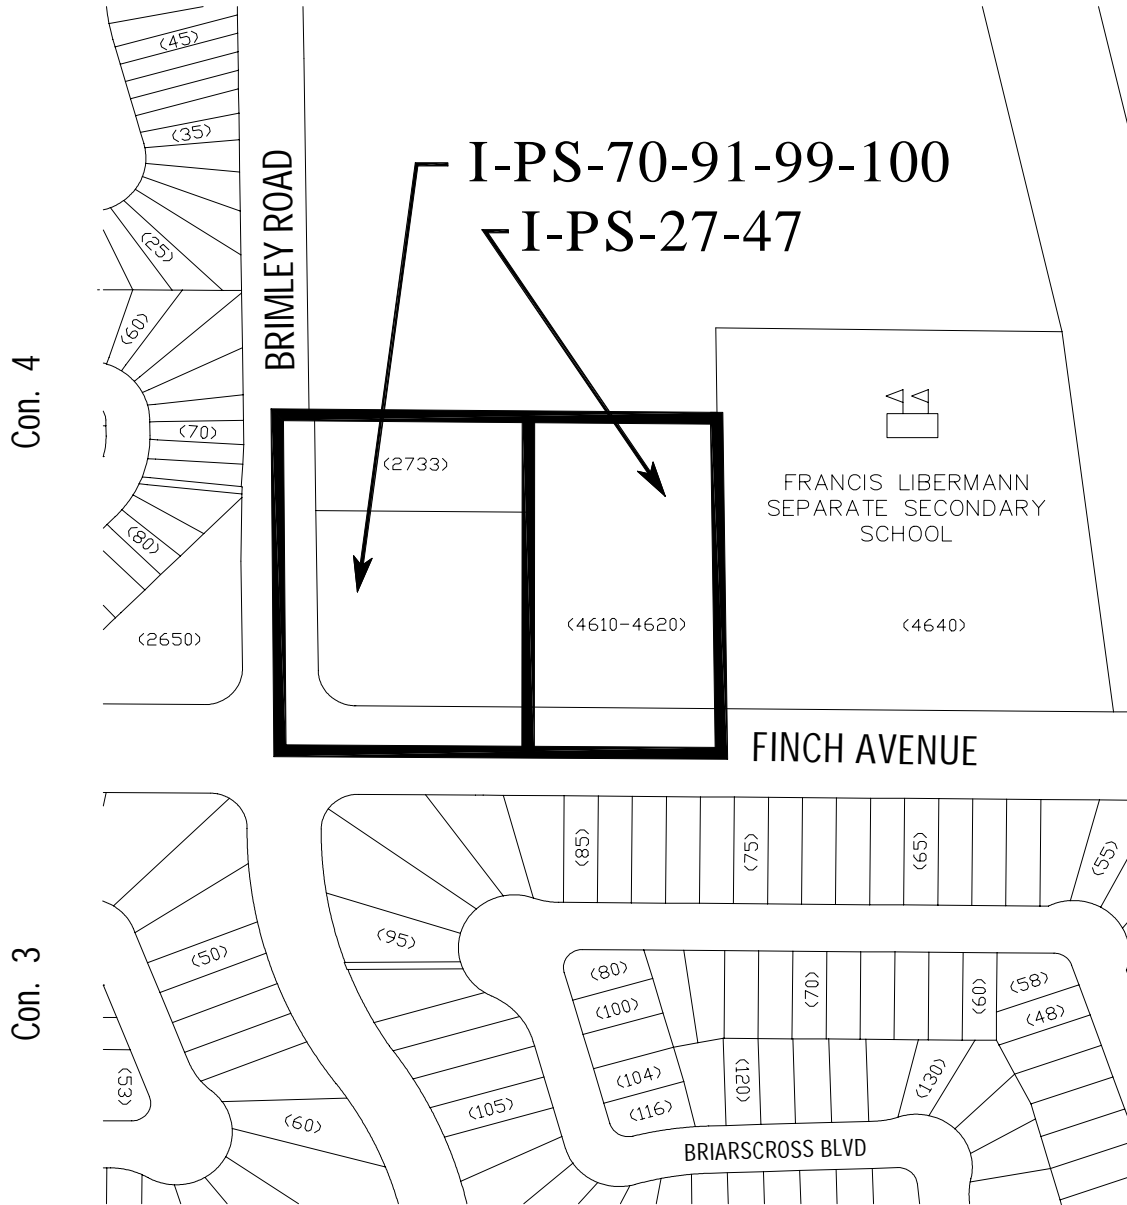 (45)
(35)
I-PS-70-91-99-100
I-PS-27-47
(25)
BRIMLEY ROAD
(60)
Con. 4
(70)
(2733)
FRANCIS LIBERMANN
SEPARATE SECONDARY
SCHOOL
(80)
(2650)
(4610-4620)
(4640)
FINCH AVENUE
(85)
(75)
(65)
(55)
(95)
(50)
Con. 3
(80)
(70)
(60)
(58)
(100)
(48)
(53)
(104)
(120)
(130)
(105)
(116)
(60)
BRIARSCROSS BLVD